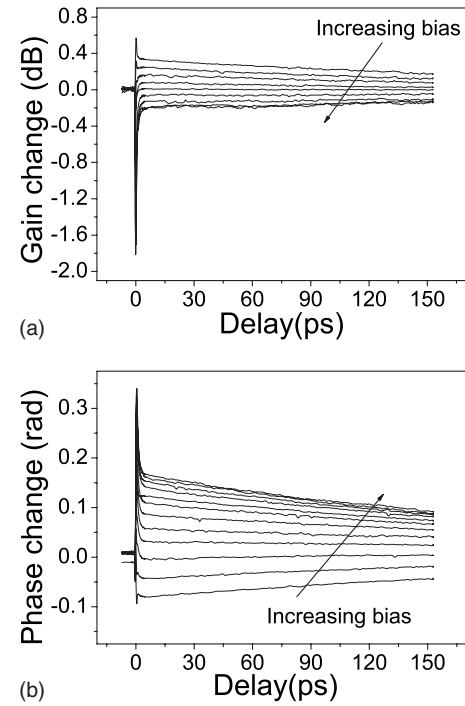 Gain change (dB)
0.8
0.4
0.0
-0.4
-0.8
-1.2
-1.6
-2.0
Increasing bias
0 30 60 90 120 150
Delay(ps)
(a)
Phase change (rad)
0.3
0.2
0.1
0.0
-0.1
Increasing bias
0 30 60 90 120 150
Delay(ps)
(b)